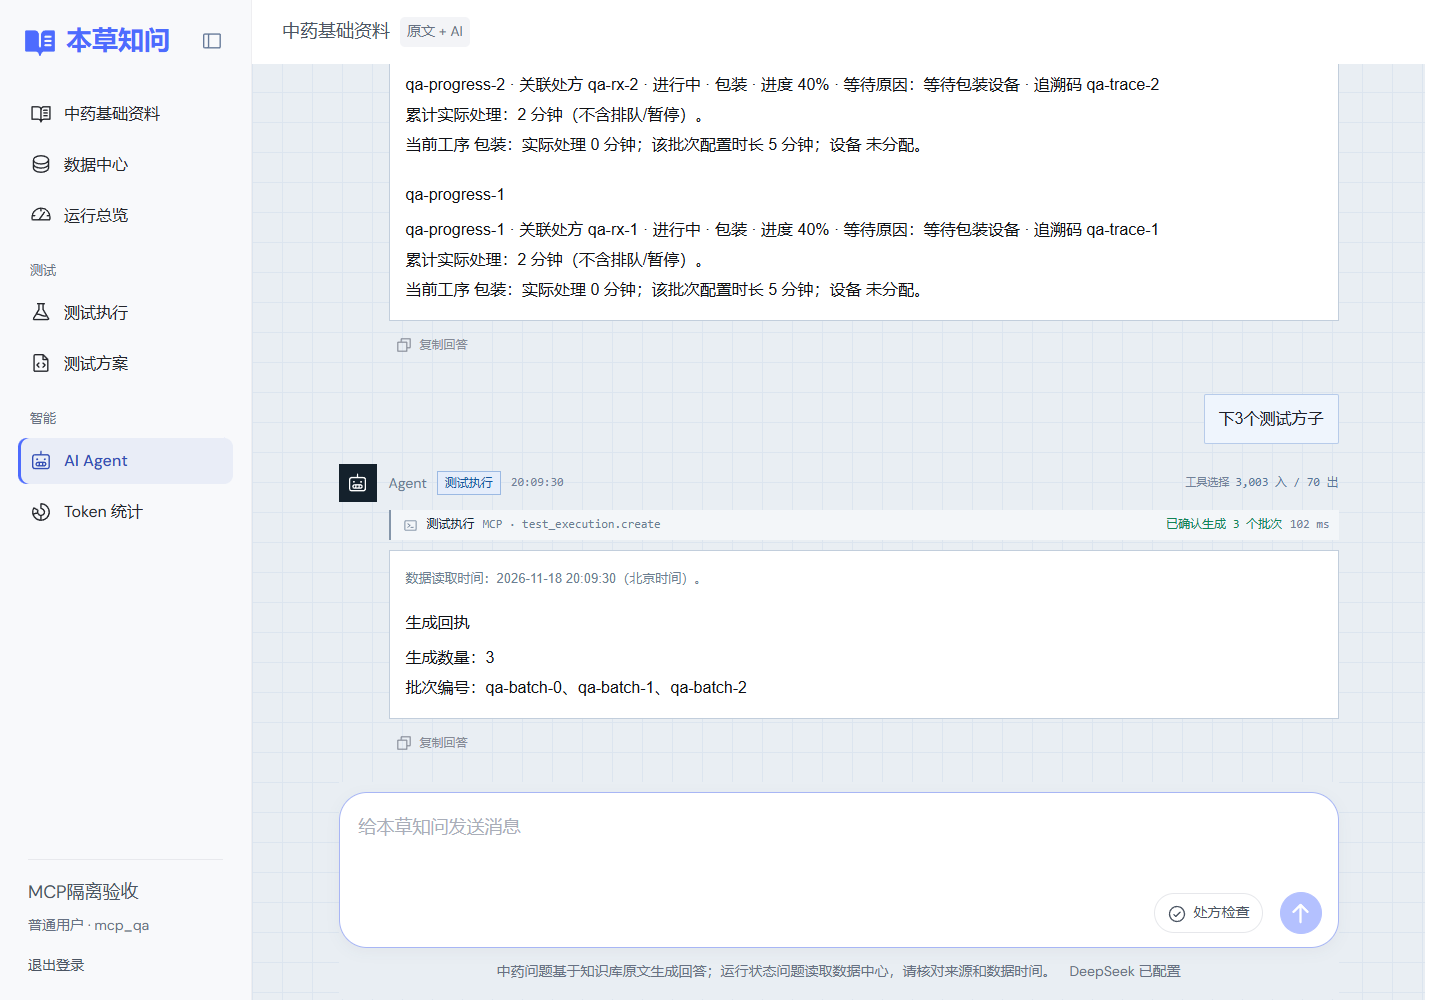 本草知问
中药基础资料
数据中心
运行总览
测试
测试执行
测试方案
智能
AI Agent
Token 统计
MCP隔离验收
普通用户 · mcp_qa
退出登录
中药基础资料 原文 + AI
qa-progress-2 · 关联处方 qa-rx-2 · 进行中 · 包装 · 进度 40% · 等待原因：等待包装设备 · 追溯码 qa-trace-2
累计实际处理：2 分钟（不含排队/暂停）。
当前工序 包装：实际处理 0 分钟；该批次配置时长 5 分钟；设备 未分配。
qa-progress-1
qa-progress-1 · 关联处方 qa-rx-1 · 进行中 · 包装 · 进度 40% · 等待原因：等待包装设备 · 追溯码 qa-trace-1
累计实际处理：2 分钟（不含排队/暂停）。
当前工序 包装：实际处理 0 分钟；该批次配置时长 5 分钟；设备 未分配。
复制回答
下3个测试方子
Agent 测试执行 20:09:30 工具选择 3,003 入 / 70 出
测试执行 MCP · test_execution.create 已确认生成 3 个批次 102 ms
数据读取时间：2026-11-18 20:09:30（北京时间）。
生成回执
生成数量：3
批次编号：qa-batch-0、qa-batch-1、qa-batch-2
复制回答
给本草知问发送消息
处方检查
中药问题基于知识库原文生成回答；运行状态问题读取数据中心，请核对来源和数据时间。 DeepSeek 已配置